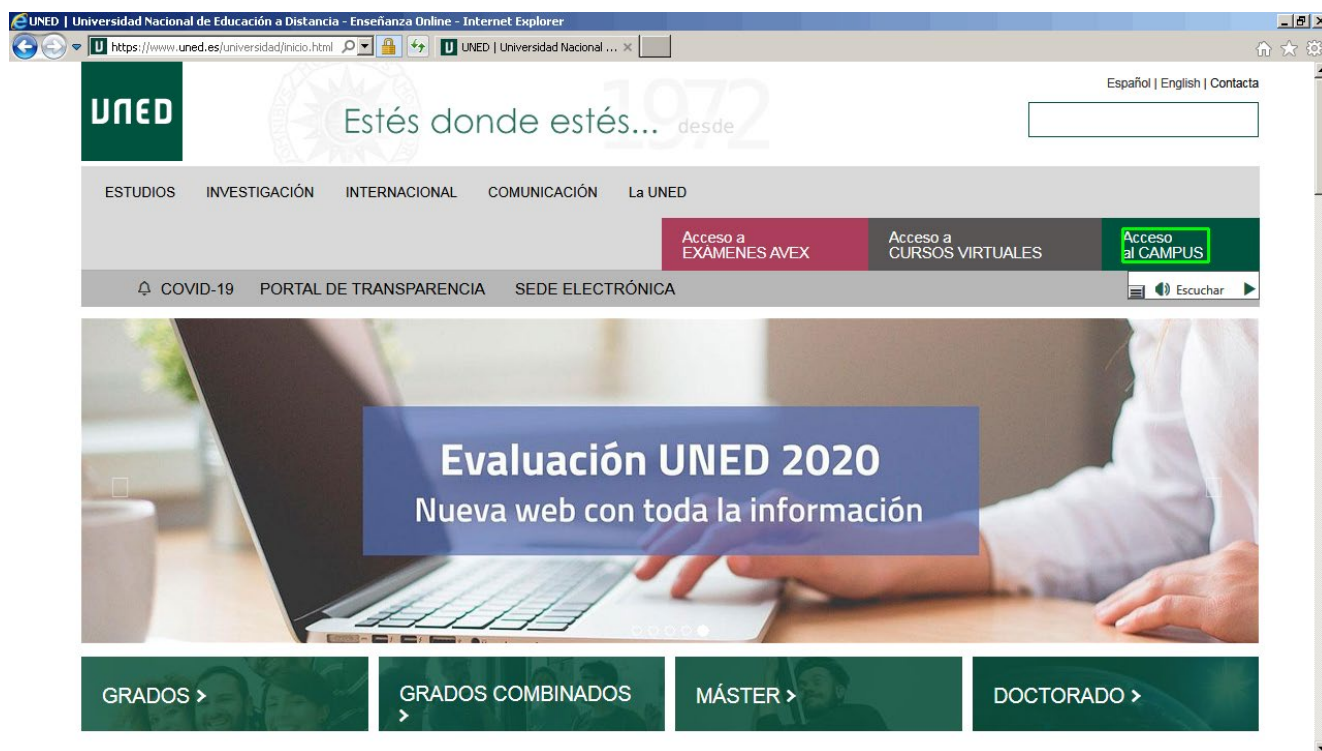 UNED | Universidad Nacional de Educación a Distancia - Enseñanza Online - Internet Explorer
https://www.uned.es/universidad/inicio.html
UNED | Universidad Nacional ...
Español | English | Contacta
UNED
Estés donde estés... desde 1972
ESTUDIOS INVESTIGACIÓN INTERNACIONAL COMUNICACIÓN La UNED
Acceso a
EXÁMENES AVEX
Acceso a
CURSOS VIRTUALES
Acceso
al CAMPUS
COVID-19 PORTAL DE TRANSPARENCIA SEDE ELECTRÓNICA
Escuchar
Evaluación UNED 2020
Nueva web con toda la información
GRADOS >
GRADOS COMBINADOS
>
MÁSTER >
DOCTORADO >